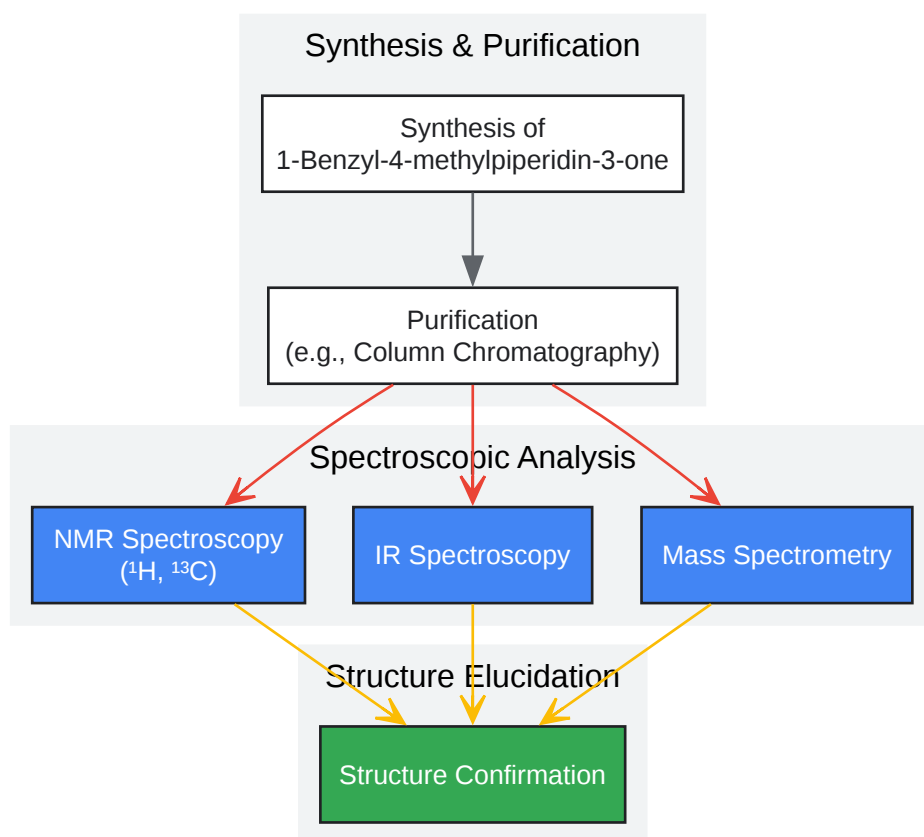 Synthesis & Purification
Synthesis of
1-Benzyl-4-methylpiperidin-3-one
Purification
(e.g., Column Chromatography)
Spectroscopic Analysis
NMR Spectroscopy
(¹H, ¹³C)
IR Spectroscopy
Mass Spectrometry
Structure Elucidation
Structure Confirmation